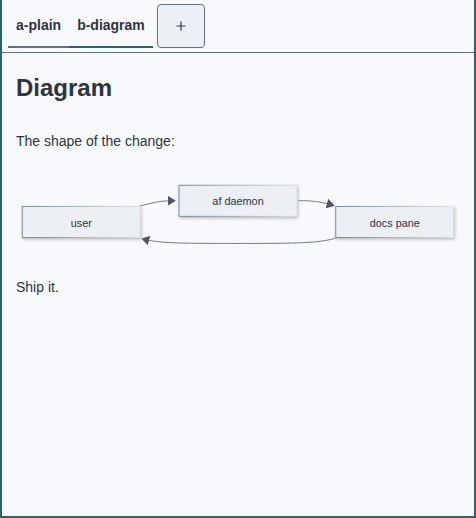 a-plain b-diagram +
Diagram
The shape of the change:
af daemon
user
docs pane
Ship it.